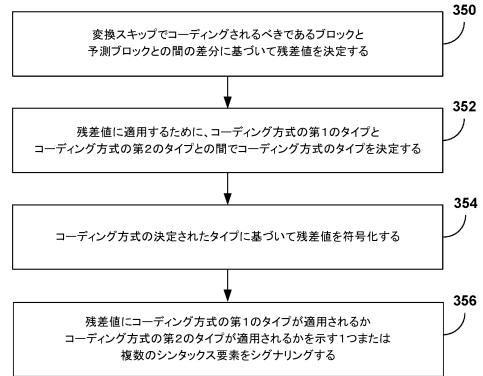 350
変換スキップでコーディングされるべきであるブロックと
予測ブロックとの間の差分に基づいて残差値を決定する
352
残差値に適用するために、コーディング方式の第1のタイプと
コーディング方式の第2のタイプとの間でコーディング方式のタイプを決定する
354
コーディング方式の決定されたタイプに基づいて残差値を符号化する
356
残差値にコーディング方式の第1のタイプが適用されるか
コーディング方式の第2のタイプが適用されるかを示す1つまたは
複数のシンタックス要素をシグナリングする